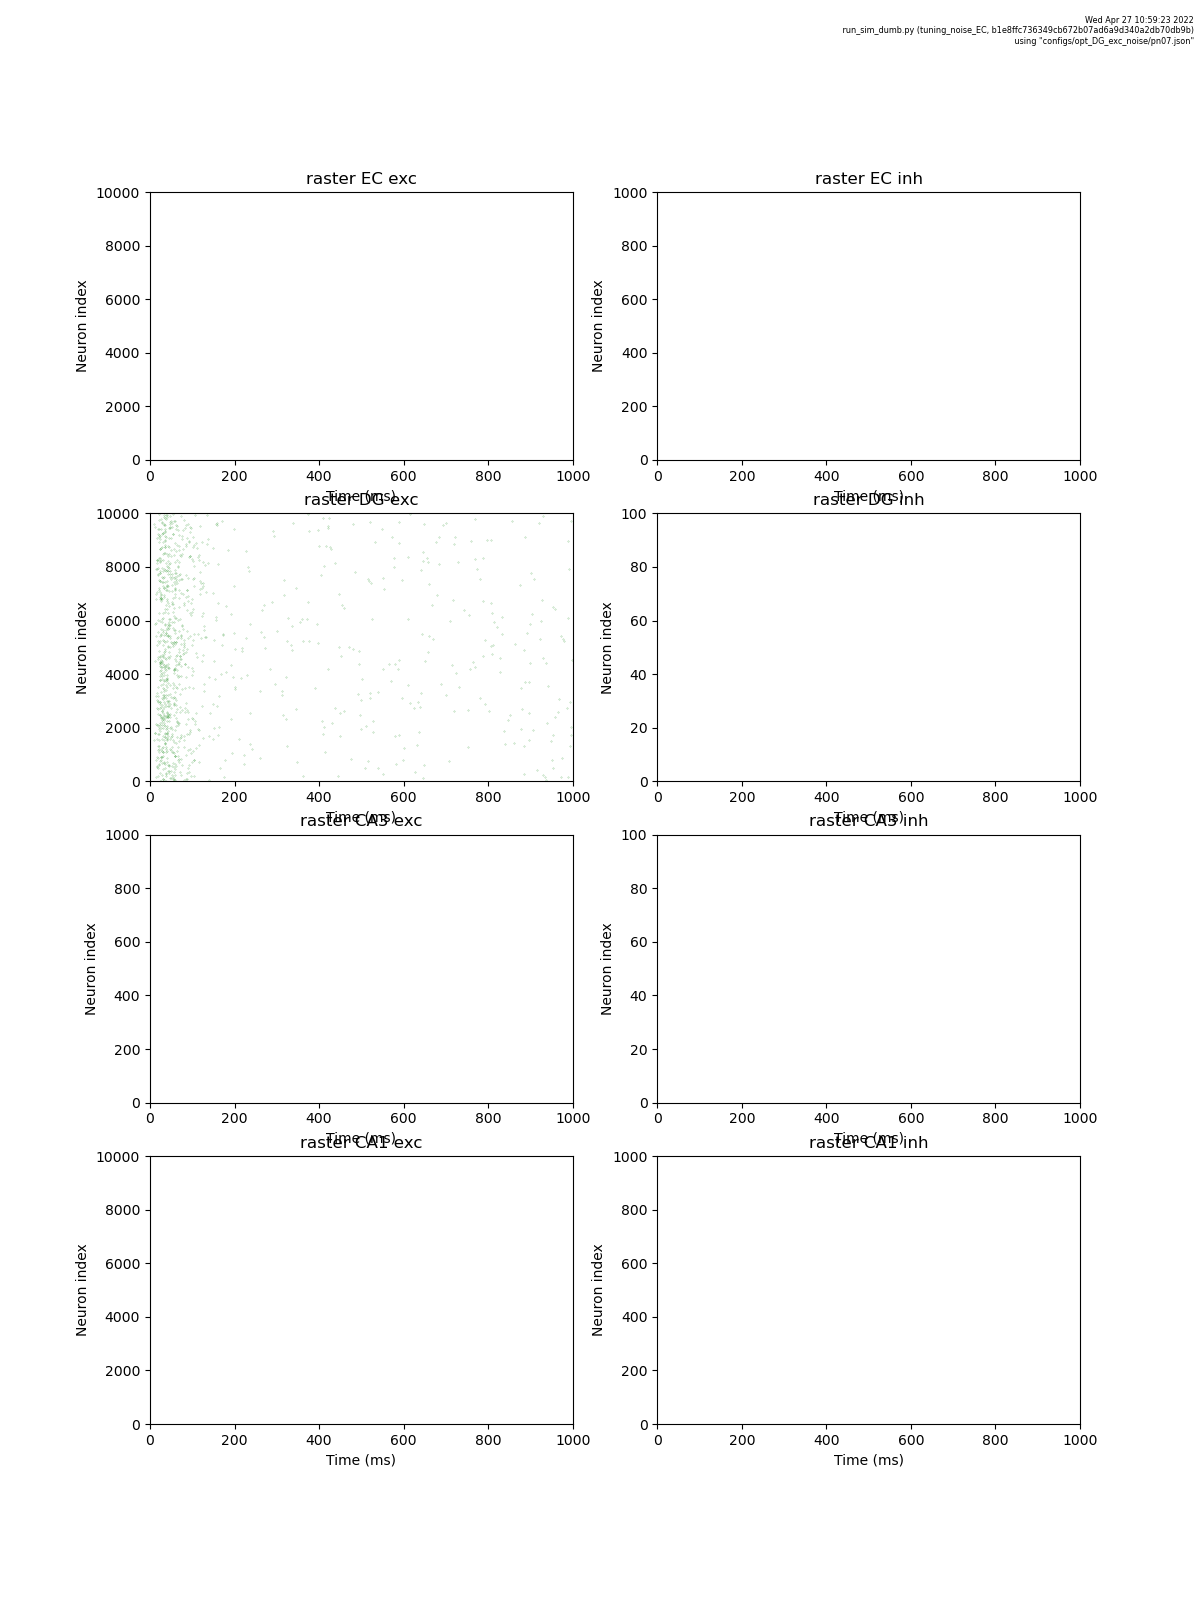 Wed Apr 27 10:59:23 2022
run_sim_dumb.py (tuning_noise_EC, b1e8ffc736349cb672b07ad6a9d340a2db70db9b)
using "configs/opt_DG_exc_noise/pn07.json"
raster EC exc
10000
8000
6000
4000
2000
0
Neuron index
0 200 400 600 800 1000
Time (ms)
raster EC inh
1000
800
600
400
200
0
Neuron index
0 200 400 600 800 1000
Time (ms)
raster DG exc
10000
8000
6000
4000
2000
0
Neuron index
0 200 400 600 800 1000
Time (ms)
raster DG inh
100
80
60
40
20
0
Neuron index
0 200 400 600 800 1000
Time (ms)
raster CA3 exc
1000
800
600
400
200
0
Neuron index
0 200 400 600 800 1000
Time (ms)
raster CA3 inh
100
80
60
40
20
0
Neuron index
0 200 400 600 800 1000
Time (ms)
raster CA1 exc
10000
8000
6000
4000
2000
0
Neuron index
0 200 400 600 800 1000
Time (ms)
raster CA1 inh
1000
800
600
400
200
0
Neuron index
0 200 400 600 800 1000
Time (ms)